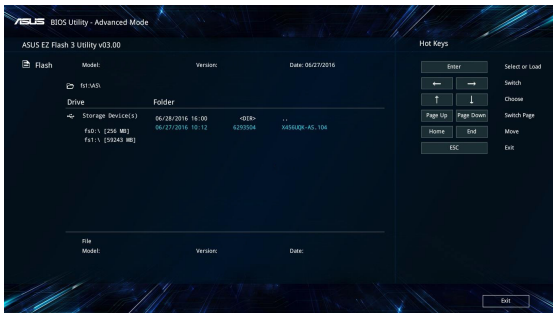 ASUS BIOS Utility - Advanced Mode
ASUS EZ Flash 3 Utility v03.00
Hot Keys
Flash Model: Version: Date: 06/27/2016
fs1:\AS\
Drive Folder
Storage Device(s)
fs0:\ [256 MB]
fs1:\ [59243 MB]
06/28/2016 16:00 <DIR> ..
06/27/2016 10:12 6293504 X456UQK-AS.104
Enter Select or Load
← → Switch
↑ ↓ Choose
Page Up Page Down Switch Page
Home End Move
ESC Exit
File
Model: Version: Date:
Exit